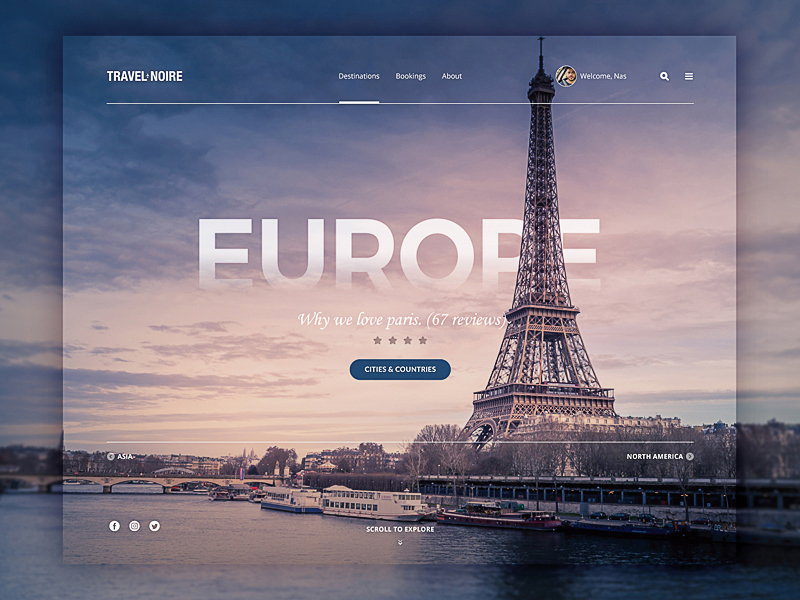 TRAVEL·NOIRE
Destinations Bookings About
Welcome, Nas
EUROPE
Why we love paris. (67 reviews)
CITIES & COUNTRIES
ASIA-
NORTH AMERICA
SCROLL TO EXPLORE